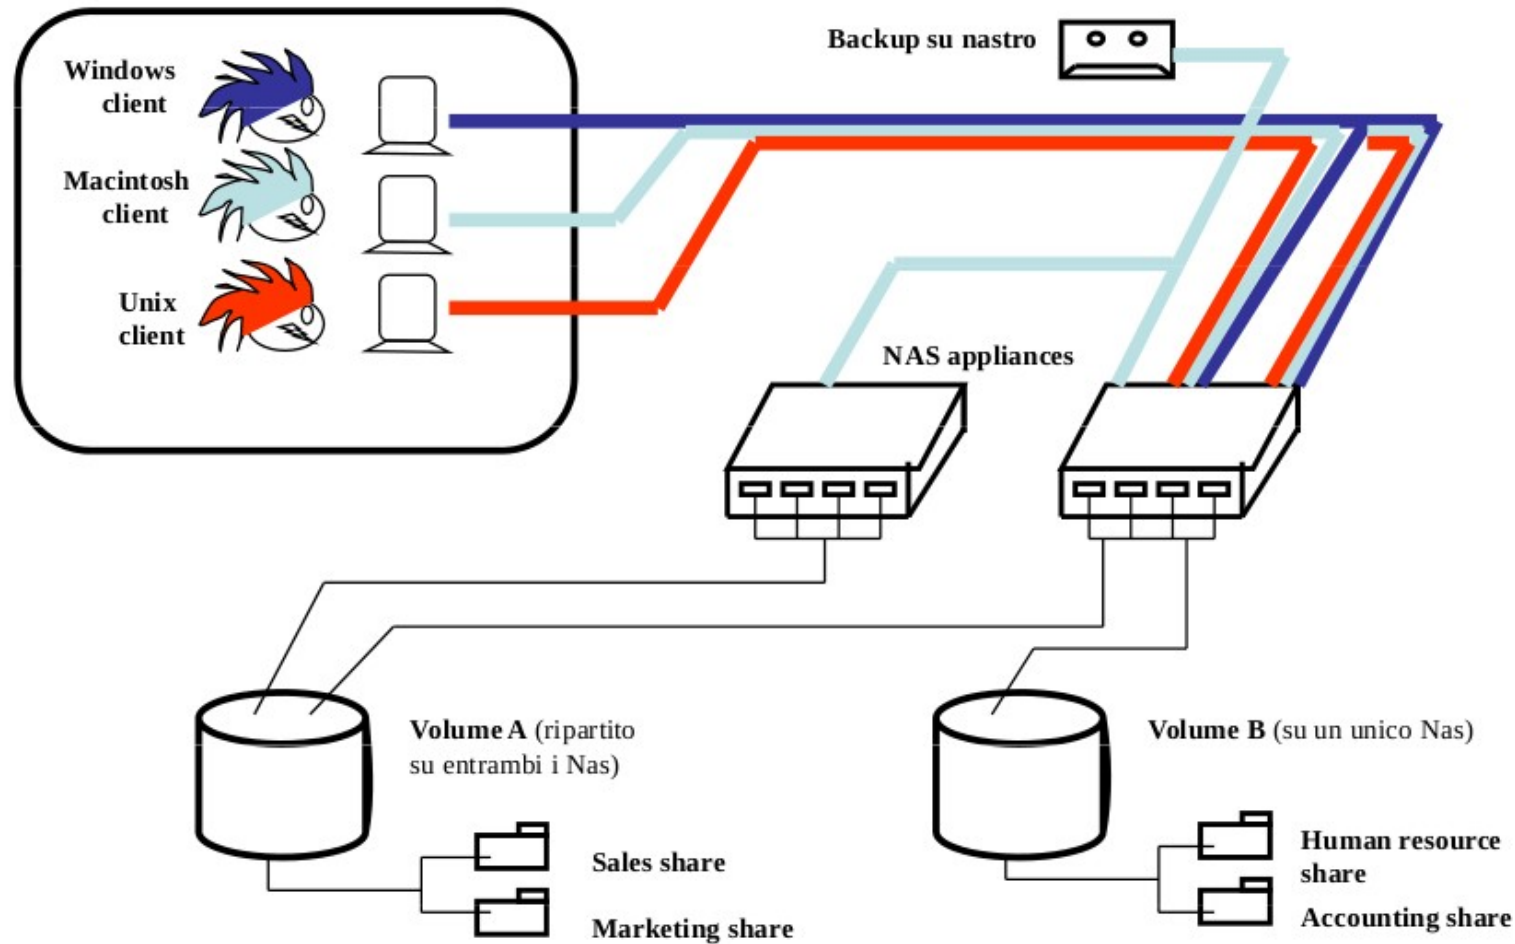 Backup su nastro
Windows
client
Macintosh
client
Unix
client
NAS appliances
Volume A (ripartito
su entrambi i Nas)
Volume B (su un unico Nas)
Sales share
Marketing share
Human resource
share
Accounting share